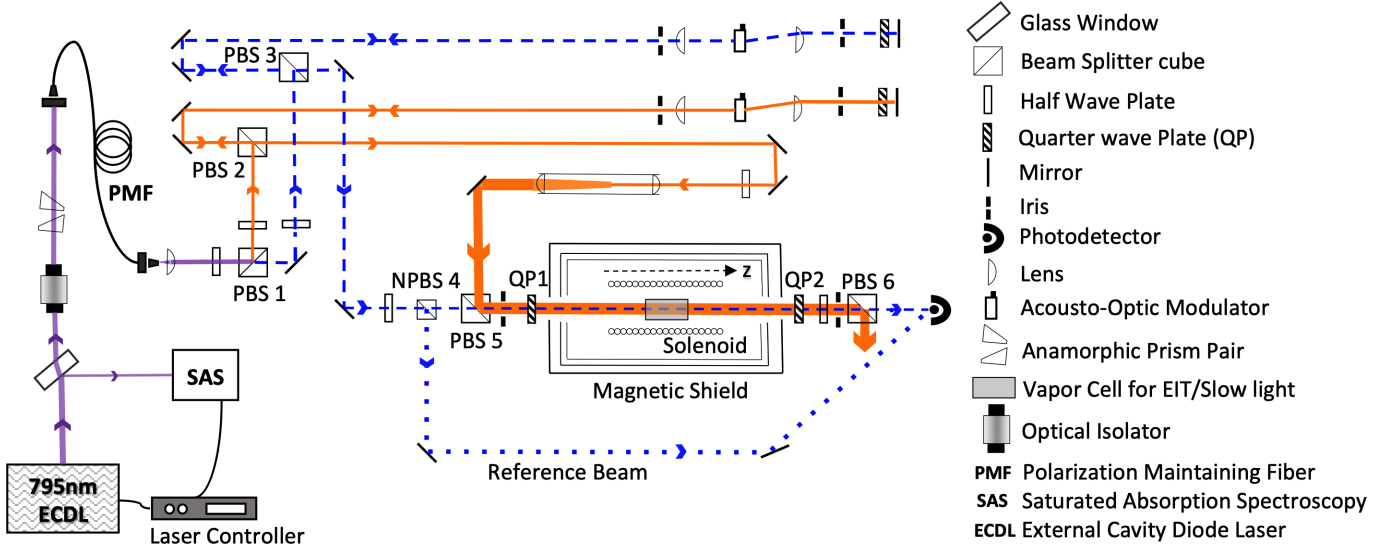 PBS 3
PBS 2
PMF
PBS 1
NPBS 4
QP1
z
QP2
PBS 6
PBS 5
Solenoid
Magnetic Shield
SAS
Reference Beam
795nm
ECDL
Laser Controller
Glass Window
Beam Splitter cube
Half Wave Plate
Quarter wave Plate (QP)
Mirror
Iris
Photodetector
Lens
Acousto-Optic Modulator
Anamorphic Prism Pair
Vapor Cell for EIT/Slow light
Optical Isolator
PMF Polarization Maintaining Fiber
SAS Saturated Absorption Spectroscopy
ECDL External Cavity Diode Laser